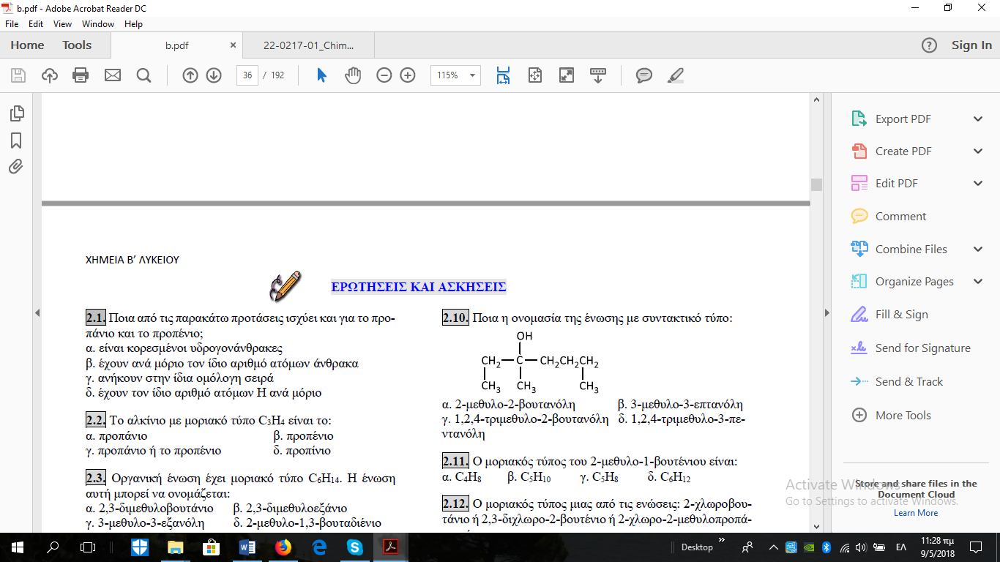 b.pdf - Adobe Acrobat Reader DC
File Edit View Window Help
Home Tools b.pdf × 22-0217-01_Chim... ? Sign In
36 / 192 115%
Export PDF
Create PDF
Edit PDF
Comment
Combine Files
Organize Pages
Fill & Sign
Send for Signature
Send & Track
More Tools
Store and share files in the
Document Cloud
Learn More
Activate Windows
Go to Settings to activate Windows.
ΧΗΜΕΙΑ Β’ ΛΥΚΕΙΟΥ
ΕΡΩΤΗΣΕΙΣ ΚΑΙ ΑΣΚΗΣΕΙΣ
2.1. Ποια από τις παρακάτω προτάσεις ισχύει και για το προ-
πάνιο και το προπένιο;
α. είναι κορεσμένοι υδρογονάνθρακες
β. έχουν ανά μόριο τον ίδιο αριθμό ατόμων άνθρακα
γ. ανήκουν στην ίδια ομόλογη σειρά
δ. έχουν τον ίδιο αριθμό ατόμων Η ανά μόριο
2.2. Το αλκίνιο με μοριακό τύπο C3H4 είναι το:
α. προπάνιο β. προπένιο
γ. προπάνιο ή το προπένιο δ. προπίνιο
2.3. Οργανική ένωση έχει μοριακό τύπο C6H14. Η ένωση
αυτή μπορεί να ονομάζεται:
α. 2,3-διμεθυλοβουτάνιο β. 2,3-διμεθυλοεξάνιο
γ. 3-μεθυλο-3-εξανόλη δ. 2-μεθυλο-1,3-βουταδιένιο
2.10. Ποια η ονομασία της ένωσης με συντακτικό τύπο:
OH
CH2—C—CH2CH2CH2
CH3 CH3 CH3
α. 2-μεθυλο-2-βουτανόλη β. 3-μεθυλο-3-επτανόλη
γ. 1,2,4-τριμεθυλο-2-βουτανόλη δ. 1,2,4-τριμεθυλο-3-πε-
ντανόλη
2.11. Ο μοριακός τύπος του 2-μεθυλο-1-βουτένιου είναι:
α. C4H8 β. C5H10 γ. C5H8 δ. C6H12
2.12. Ο μοριακός τύπος μιας από τις ενώσεις: 2-χλωροβου-
τάνιο ή 2,3-διχλωρο-2-βουτένιο ή 2-χλωρο-2-μεθυλοπροπά-
Desktop » ΕΛ 11:28 πμ
9/5/2018